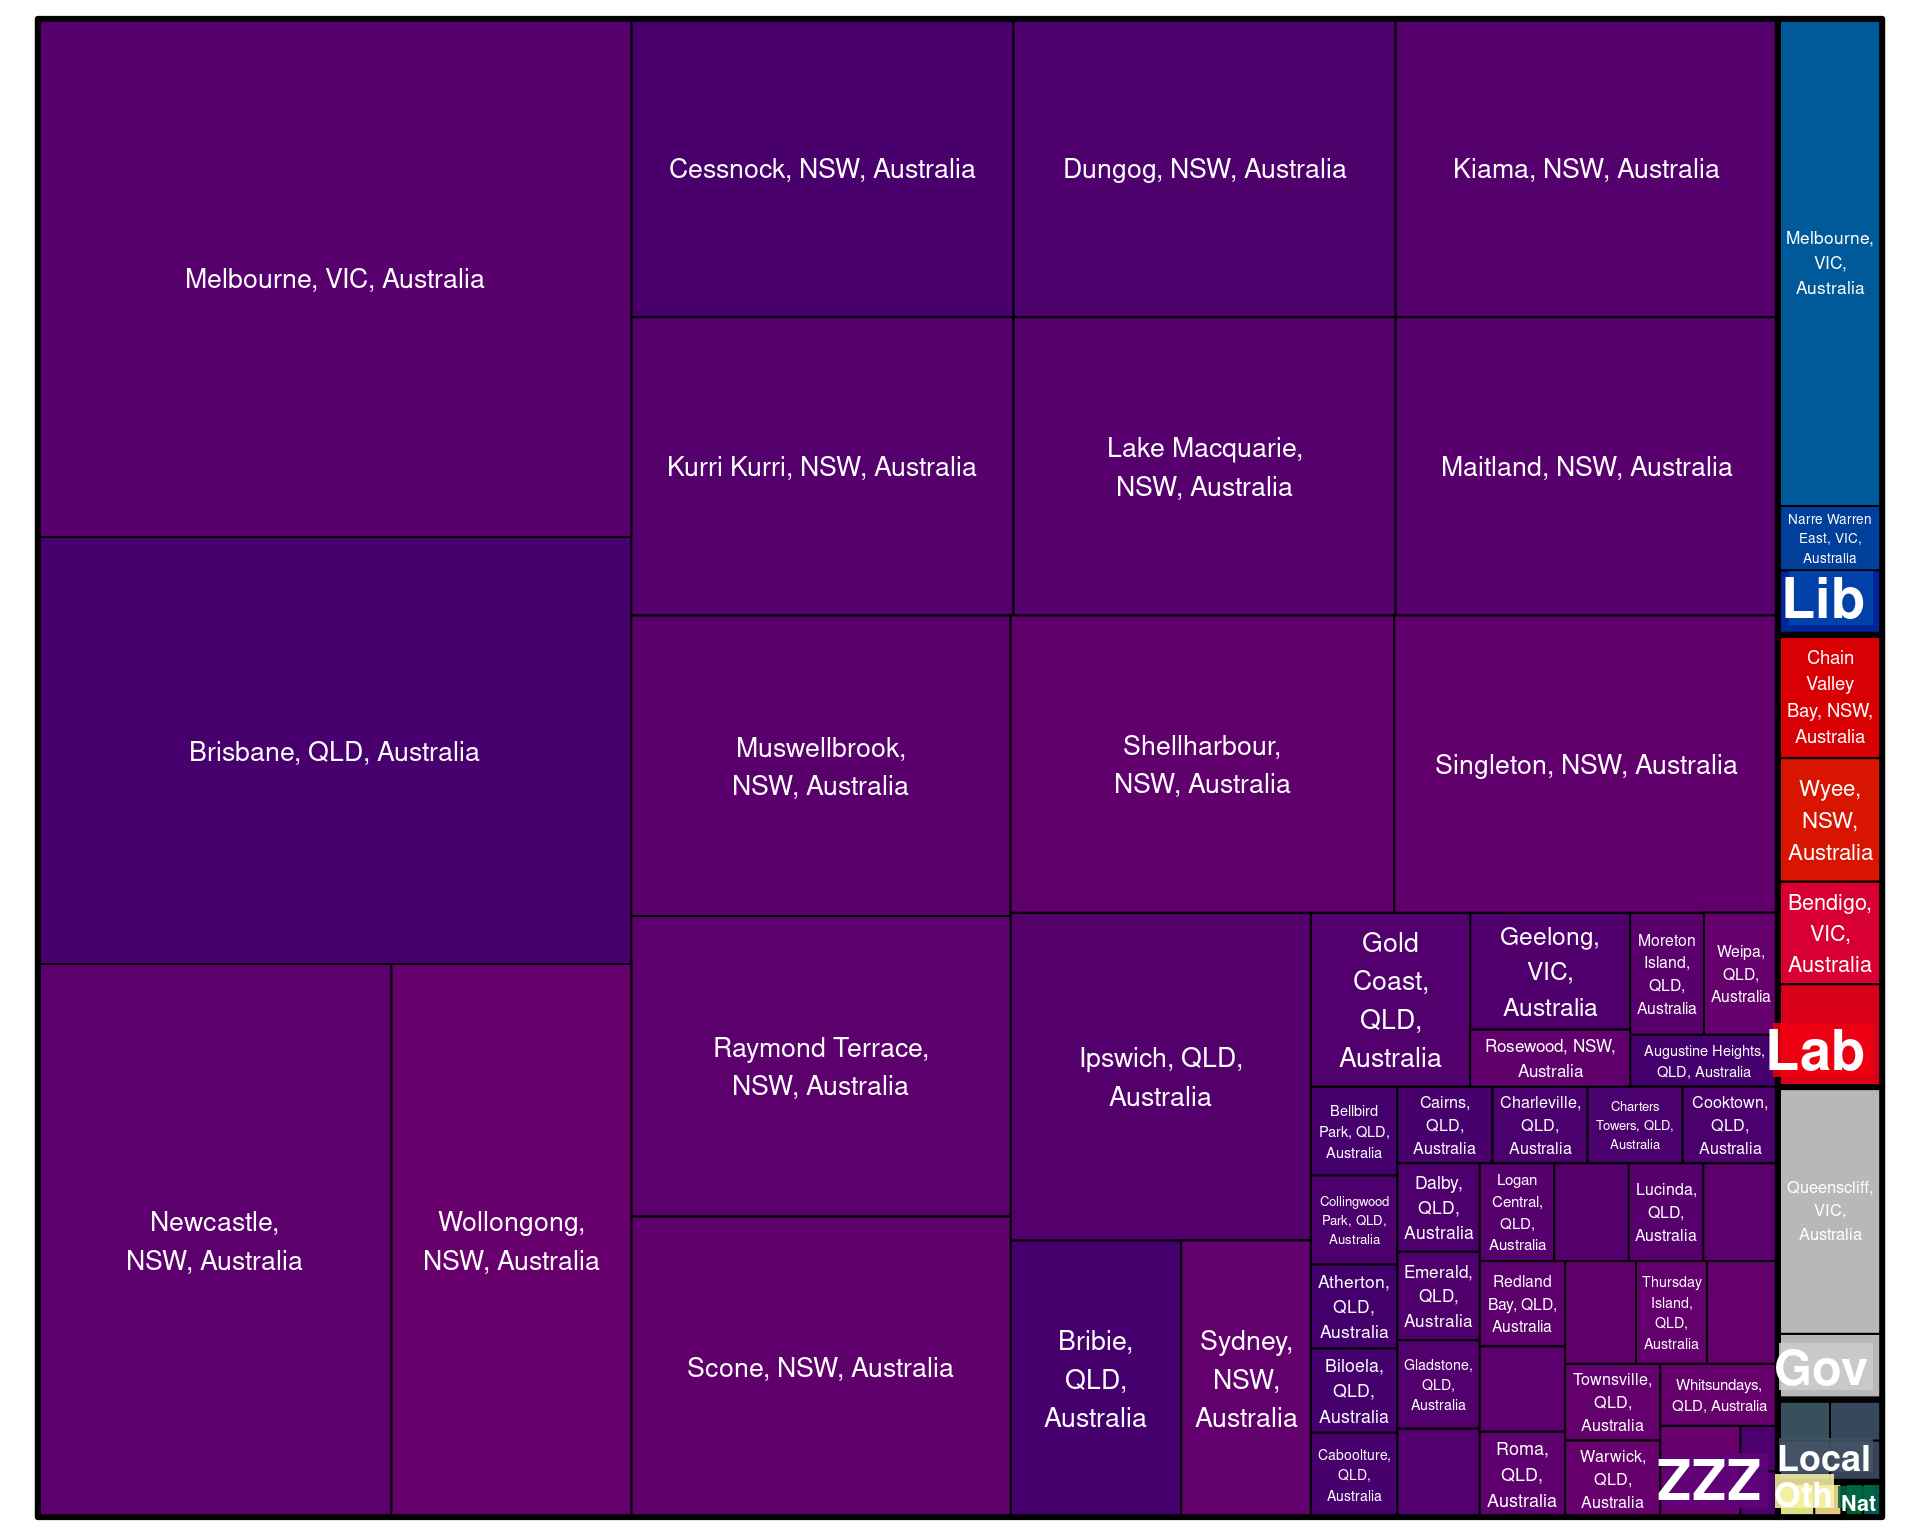 Melbourne, VIC, Australia
Brisbane, QLD, Australia
Newcastle,
NSW, Australia
Wollongong,
NSW, Australia
Cessnock, NSW, Australia
Dungog, NSW, Australia
Kiama, NSW, Australia
Kurri Kurri, NSW, Australia
Lake Macquarie,
NSW, Australia
Maitland, NSW, Australia
Muswellbrook,
NSW, Australia
Shellharbour,
NSW, Australia
Singleton, NSW, Australia
Raymond Terrace,
NSW, Australia
Scone, NSW, Australia
Ipswich, QLD,
Australia
Bribie,
QLD,
Australia
Sydney,
NSW,
Australia
Gold
Coast,
QLD,
Australia
Geelong,
VIC,
Australia
Rosewood, NSW,
Australia
Moreton
Island,
QLD,
Australia
Weipa,
QLD,
Australia
Augustine Heights,
QLD, Australia
Bellbird
Park, QLD,
Australia
Collingwood
Park, QLD,
Australia
Atherton,
QLD,
Australia
Biloela,
QLD,
Australia
Caboolture,
QLD,
Australia
Cairns,
QLD,
Australia
Charleville,
QLD,
Australia
Charters
Towers, QLD,
Australia
Cooktown,
QLD,
Australia
Dalby,
QLD,
Australia
Emerald,
QLD,
Australia
Gladstone,
QLD,
Australia
Logan
Central,
QLD,
Australia
Lucinda,
QLD,
Australia
Redland
Bay, QLD,
Australia
Thursday
Island,
QLD,
Australia
Roma,
QLD,
Australia
Townsville,
QLD,
Australia
Whitsundays,
QLD, Australia
Warwick,
QLD,
Australia
ZZZ
Melbourne,
VIC,
Australia
Narre Warren
East, VIC,
Australia
Lib
Chain
Valley
Bay, NSW,
Australia
Wyee,
NSW,
Australia
Bendigo,
VIC,
Australia
Lab
Queenscliff,
VIC,
Australia
Gov
Local
Oth
Nat